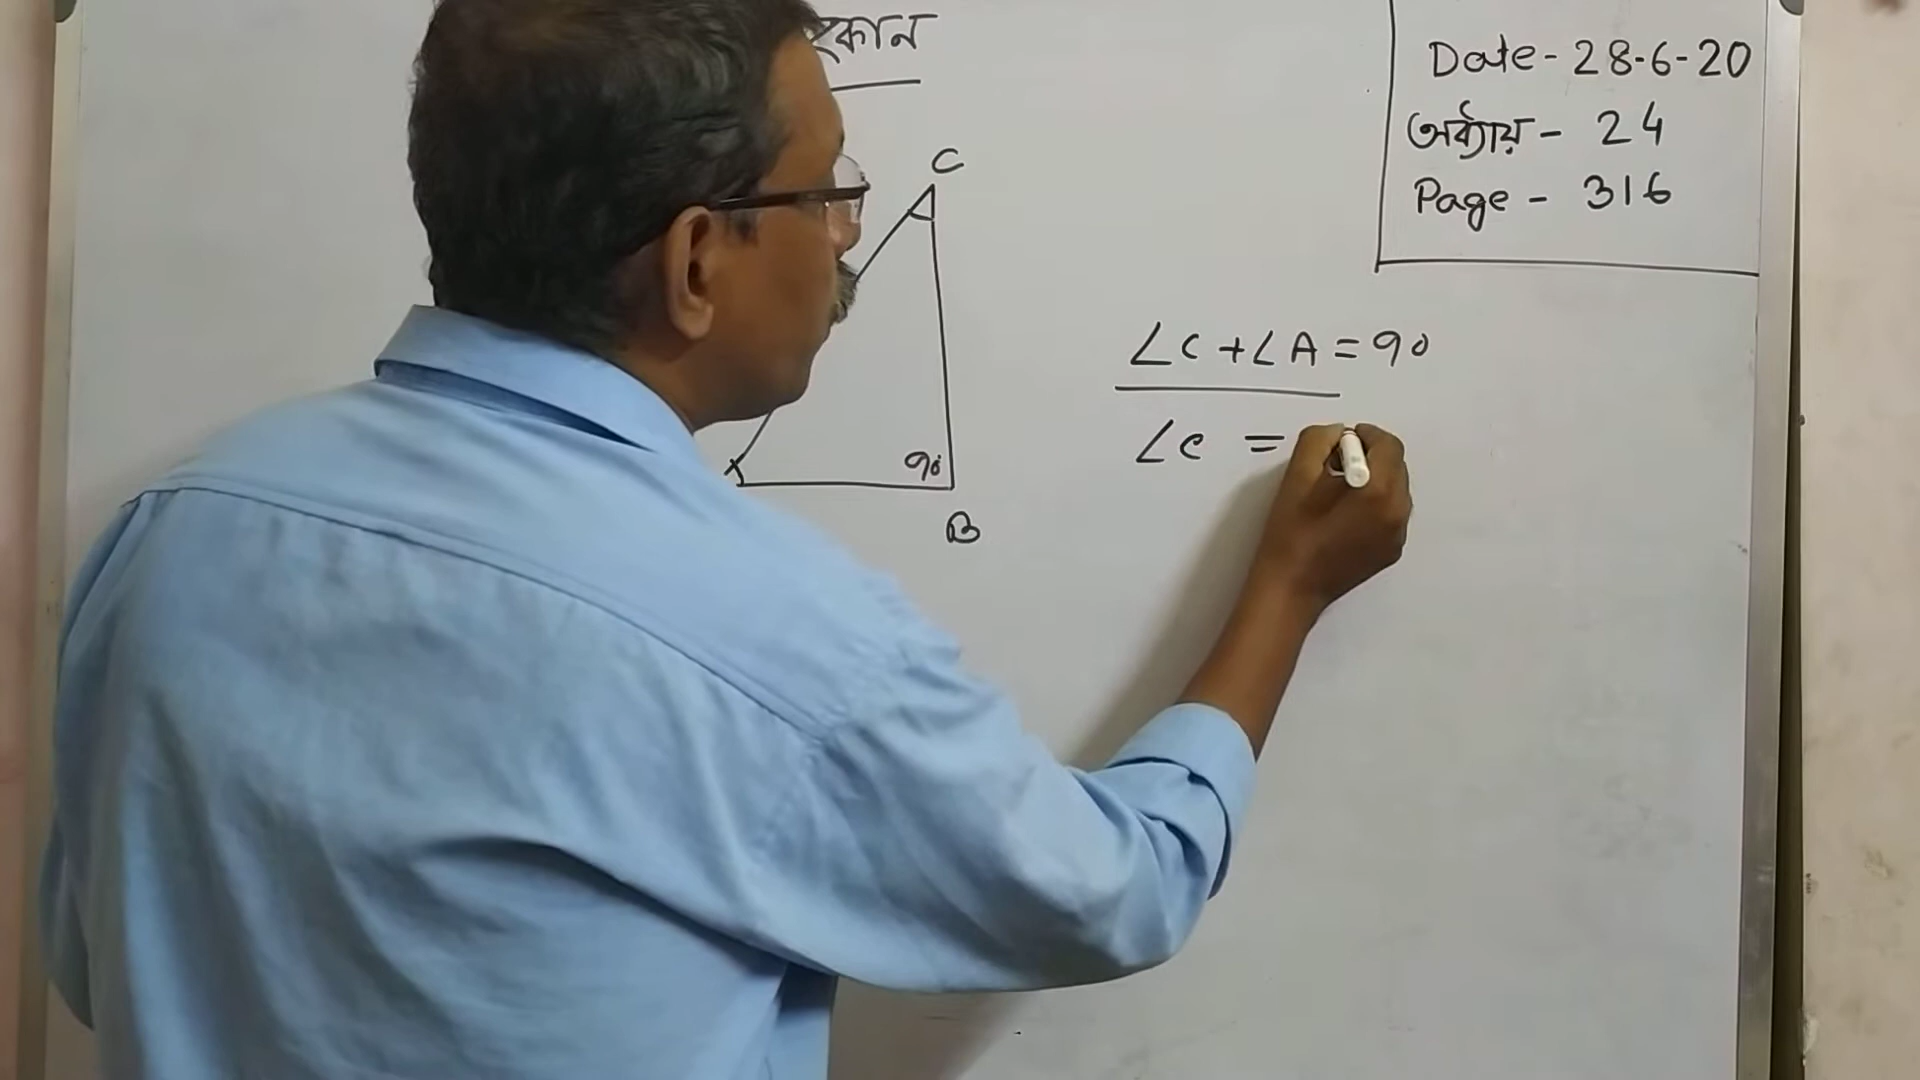 Date - 28-6-20
অধ্যায় - 24
Page - 316
C
90
B
∠C + ∠A = 90
∠C =